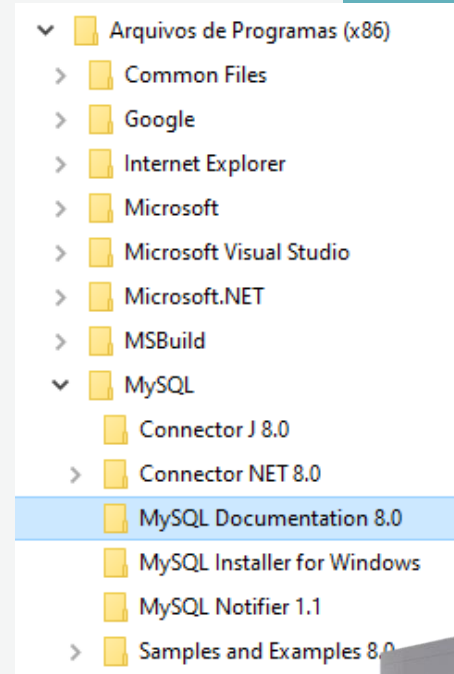 Arquivos de Programas (x86)
Common Files
Google
Internet Explorer
Microsoft
Microsoft Visual Studio
Microsoft.NET
MSBuild
MySQL
Connector J 8.0
Connector NET 8.0
MySQL Documentation 8.0
MySQL Installer for Windows
MySQL Notifier 1.1
Samples and Examples 8.0